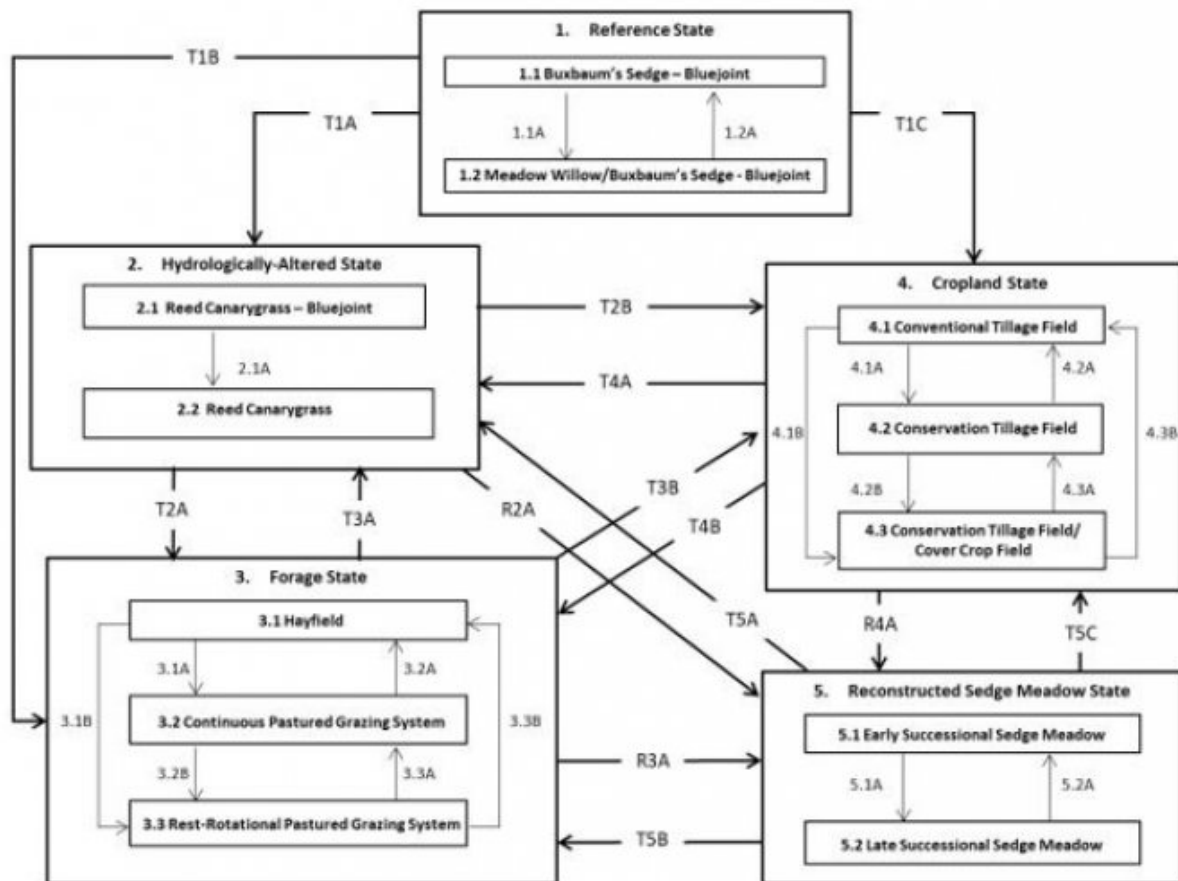 1. Reference State
T1B
1.1 Buxbaum's Sedge – Bluejoint
T1A
1.1A
1.2A
T1C
1.2 Meadow Willow/Buxbaum's Sedge - Bluejoint
2. Hydrologically-Altered State
2.1 Reed Canarygrass – Bluejoint
2.1A
2.2 Reed Canarygrass
T2B
T4A
4. Cropland State
4.1 Conventional Tillage Field
4.1A
4.2A
4.2 Conservation Tillage Field
4.1B
4.3B
4.2B
4.3A
4.3 Conservation Tillage Field/
Cover Crop Field
T2A
T3A
R2A
T3B
T4B
T5A
R4A
T5C
3. Forage State
3.1 Hayfield
3.1A
3.2A
3.1B
3.2 Continuous Pastured Grazing System
3.3B
3.2B
3.3A
3.3 Rest-Rotational Pastured Grazing System
R3A
T5B
5. Reconstructed Sedge Meadow State
5.1 Early Successional Sedge Meadow
5.1A
5.2A
5.2 Late Successional Sedge Meadow